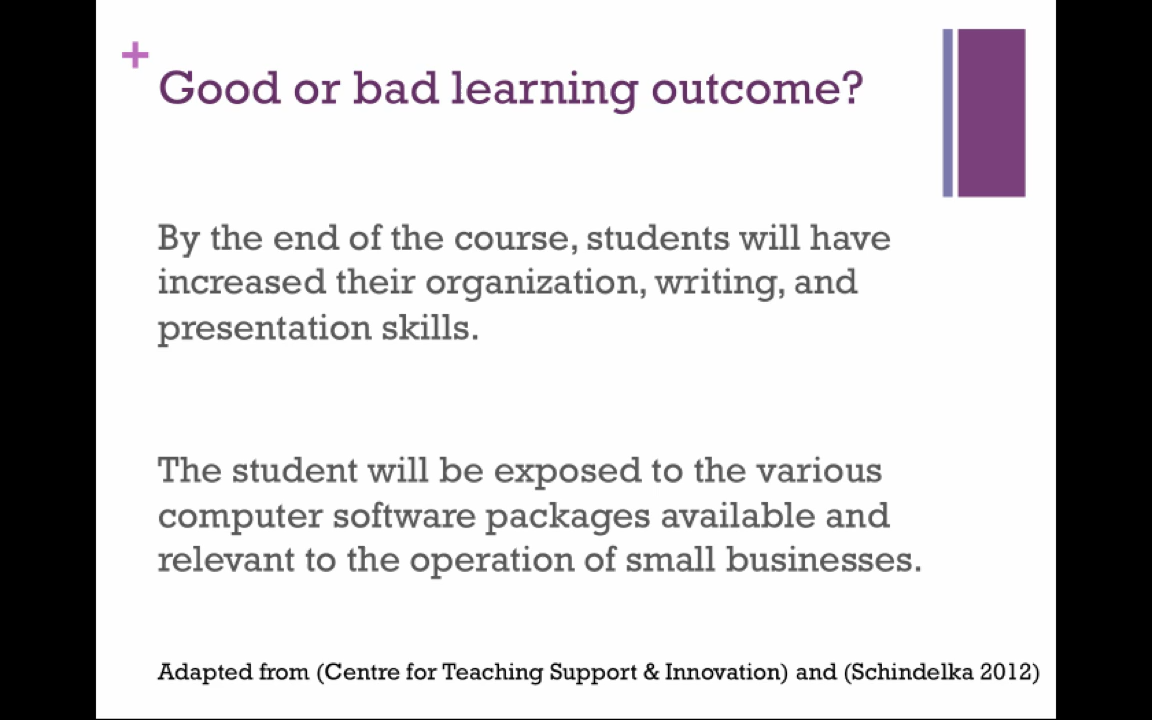 +
Good or bad learning outcome?
By the end of the course, students will have
increased their organization, writing, and
presentation skills.
The student will be exposed to the various
computer software packages available and
relevant to the operation of small businesses.
Adapted from (Centre for Teaching Support & Innovation) and (Schindelka 2012)